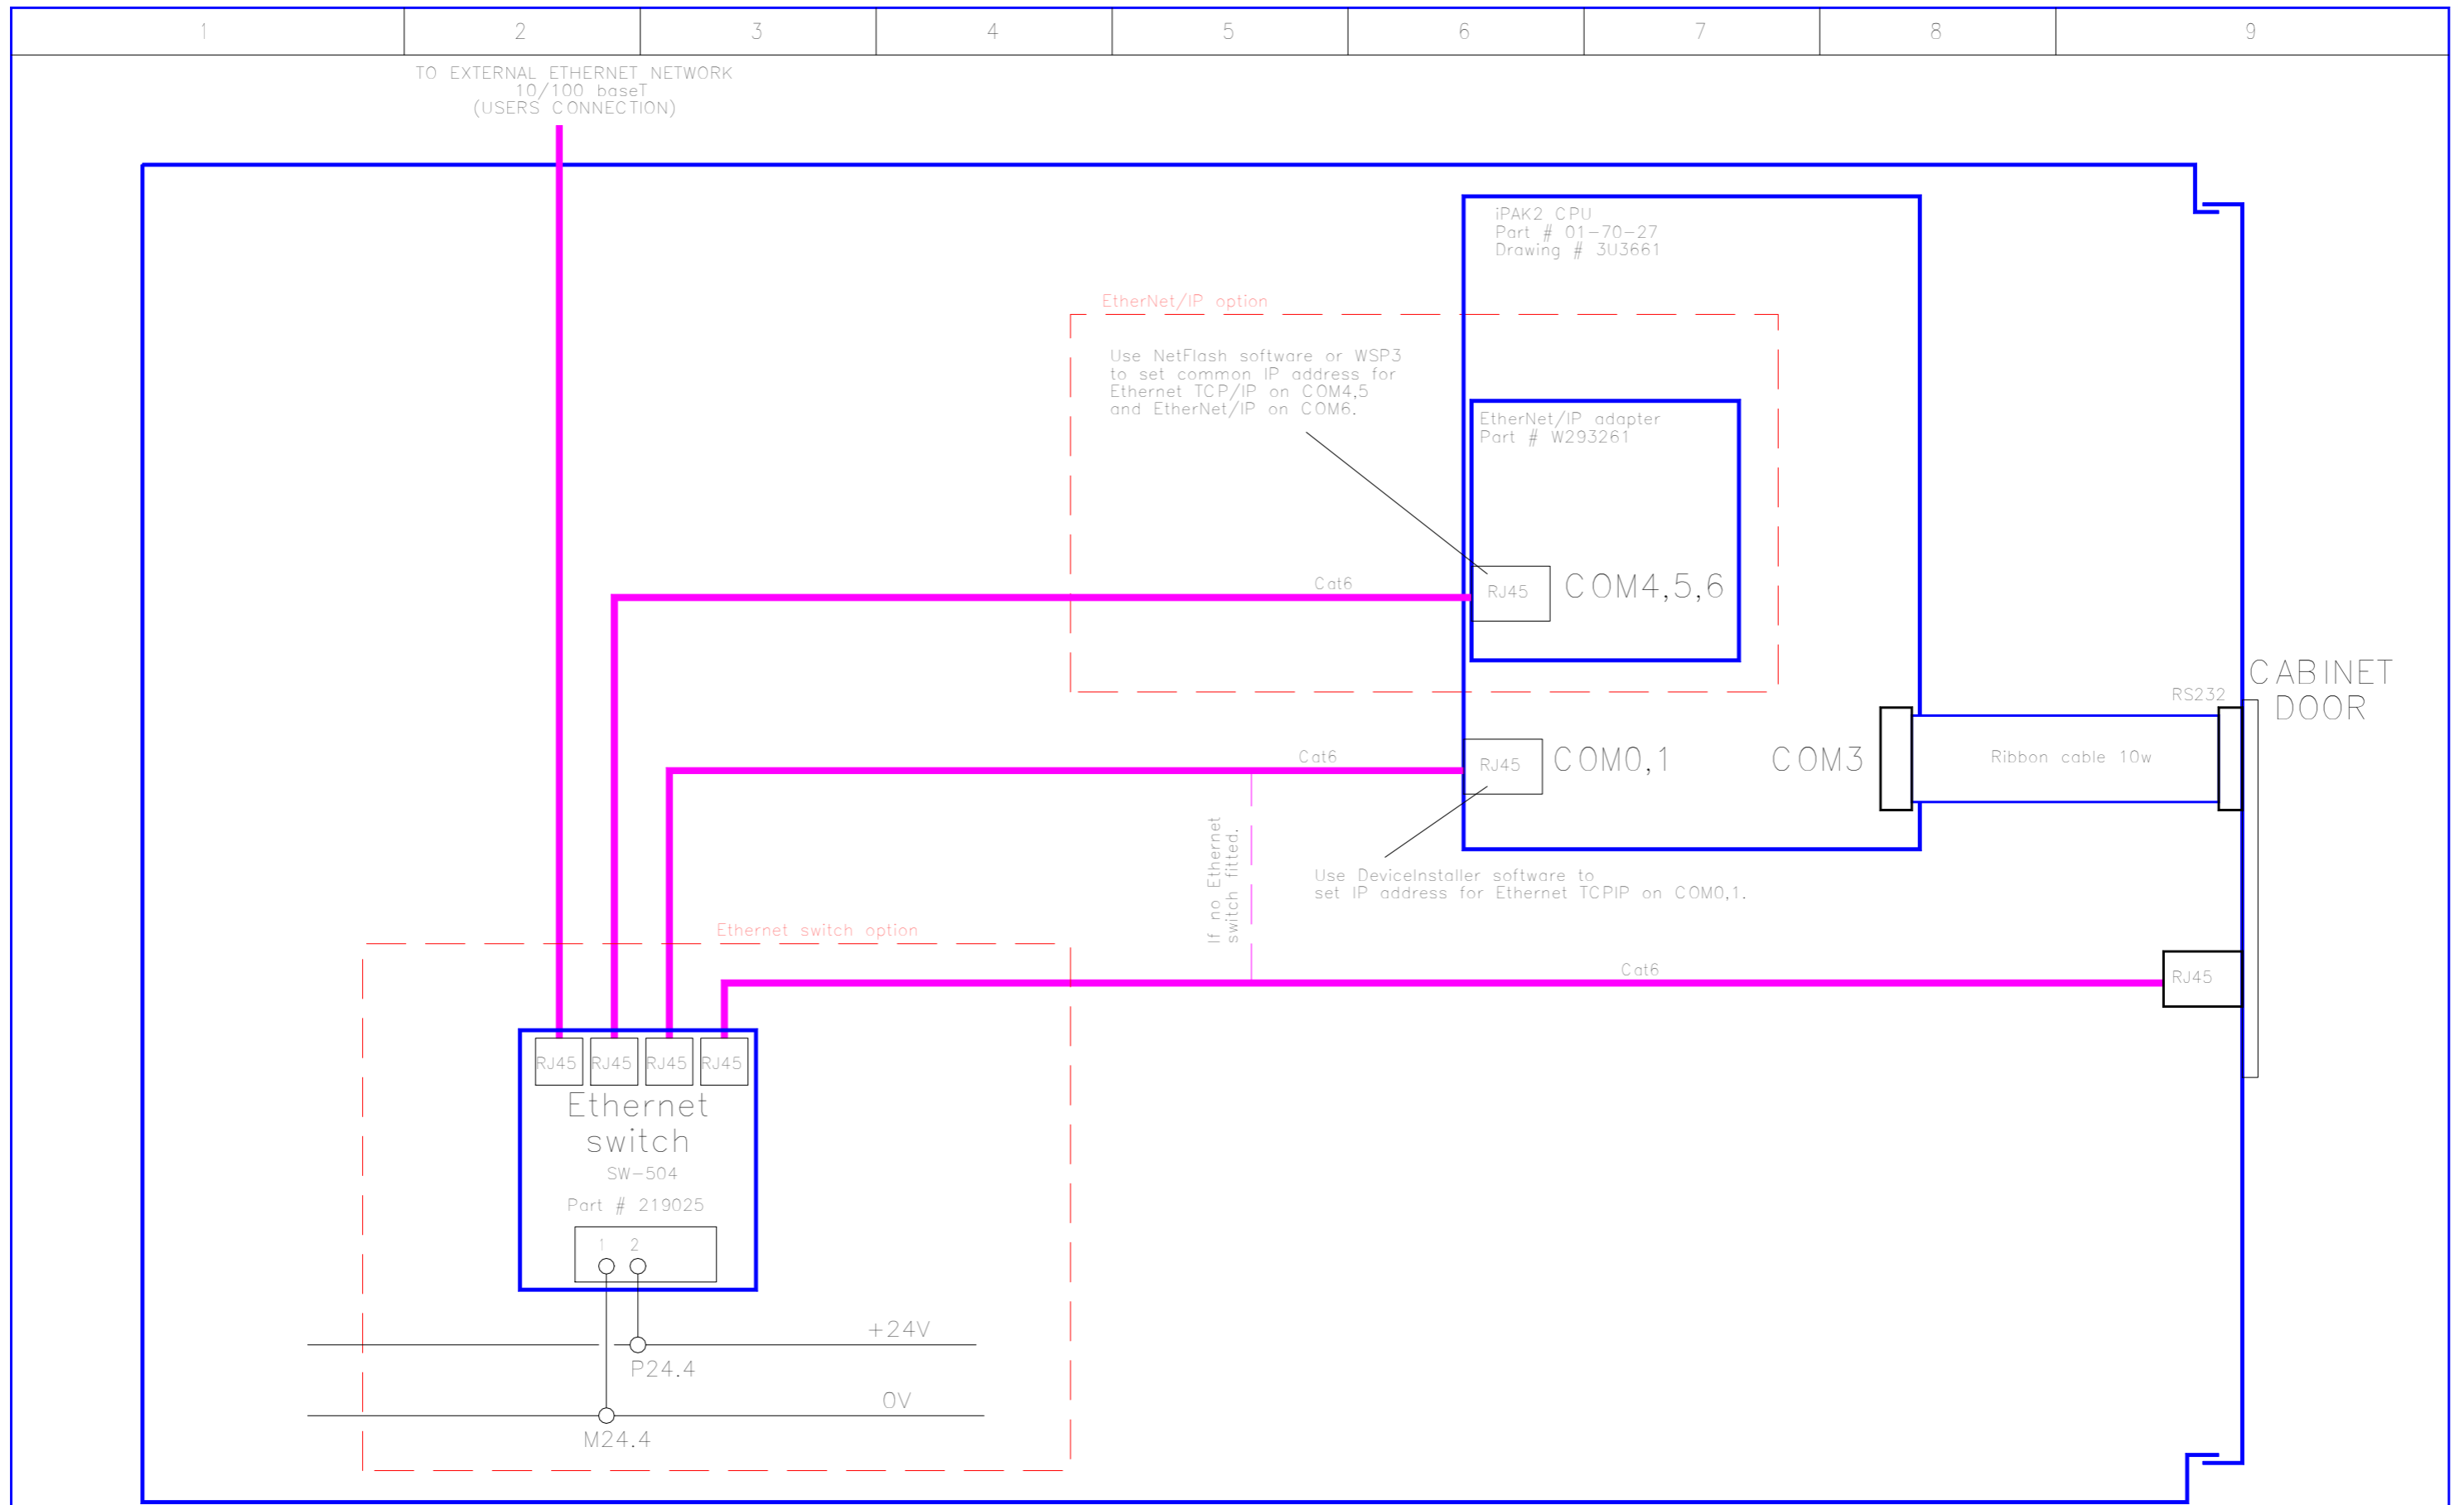 1 2 3 4 5 6 7 8 9
TO EXTERNAL ETHERNET NETWORK
10/100 baseT
(USERS CONNECTION)
iPAK2 CPU
Part # 01-70-27
Drawing # 3U3661
EtherNet/IP option
Use NetFlash software or WSP3
to set common IP address for
Ethernet TCP/IP on COM4,5
and EtherNet/IP on COM6.
EtherNet/IP adapter
Part # W293261
Cat6
RJ45
COM4,5,6
CABINET
DOOR
RS232
Cat6
RJ45
COM0,1
COM3
Ribbon cable 10w
If no Ethernet
switch fitted.
Use DeviceInstaller software to
set IP address for Ethernet TCPIP on COM0,1.
Ethernet switch option
Cat6
RJ45
RJ45 RJ45 RJ45 RJ45
Ethernet
switch
SW-504
Part # 219025
1 2
+24V
P24.4
0V
M24.4